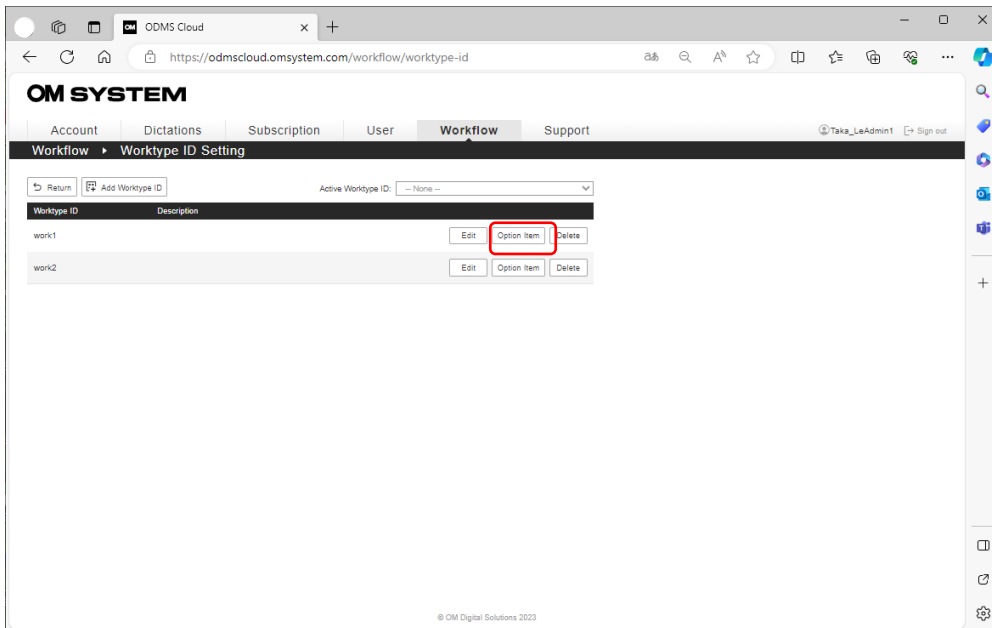 OM ODMS Cloud
https://odmscloud.omsystem.com/workflow/worktype-id
OM SYSTEM
Account Dictations Subscription User Workflow Support Taka_LeAdmin1 Sign out
Workflow Worktype ID Setting
Return Add Worktype ID Active Worktype ID: -- None --
Worktype ID Description
work1 Edit Option Item Delete
work2 Edit Option Item Delete
© OM Digital Solutions 2023